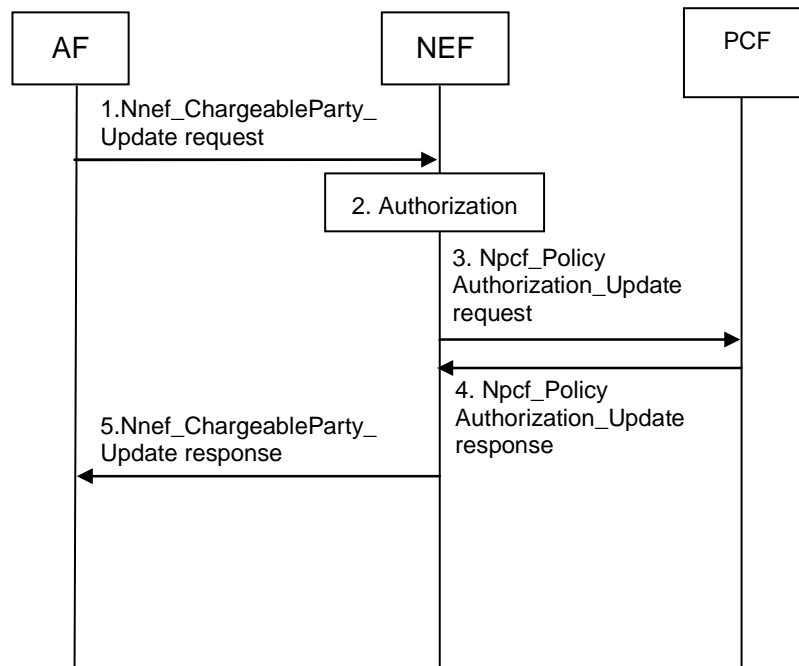 AF
NEF
PCF
1.Nnef_ChargeableParty_
Update request
2. Authorization
3. Npcf_Policy
Authorization_Update
request
4. Npcf_Policy
Authorization_Update
response
5.Nnef_ChargeableParty_
Update response